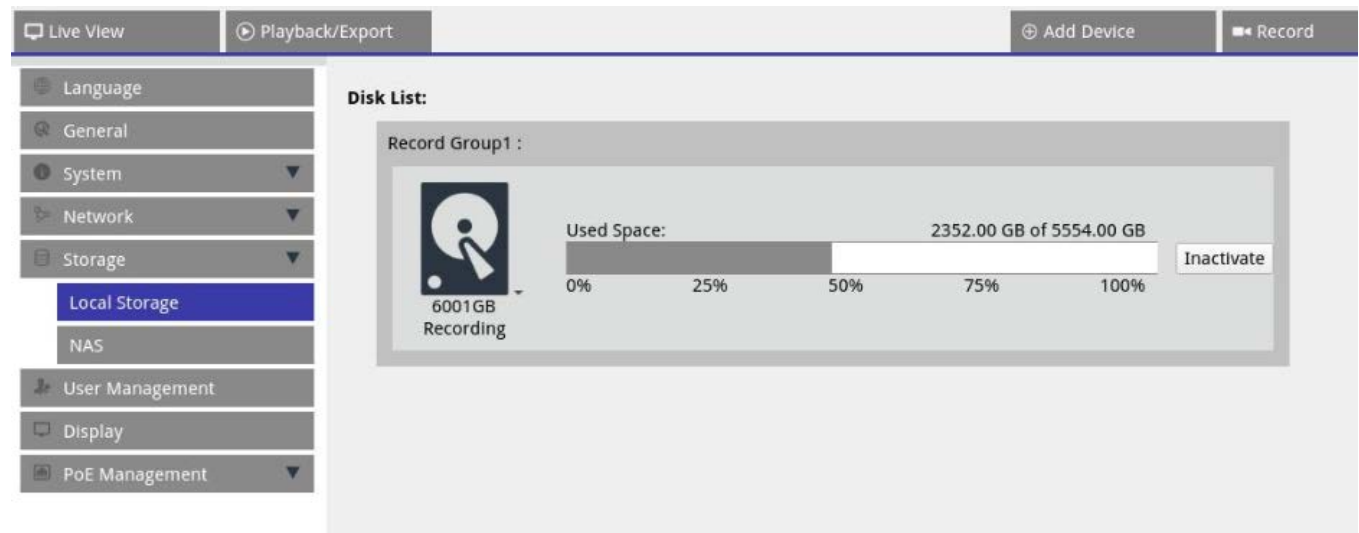 Live View
Playback/Export
Add Device
Record
Language
General
System
Network
Storage
Local Storage
NAS
User Management
Display
PoE Management
Disk List:
Record Group1 :
Used Space: 2352.00 GB of 5554.00 GB
Inactivate
0% 25% 50% 75% 100%
6001GB
Recording